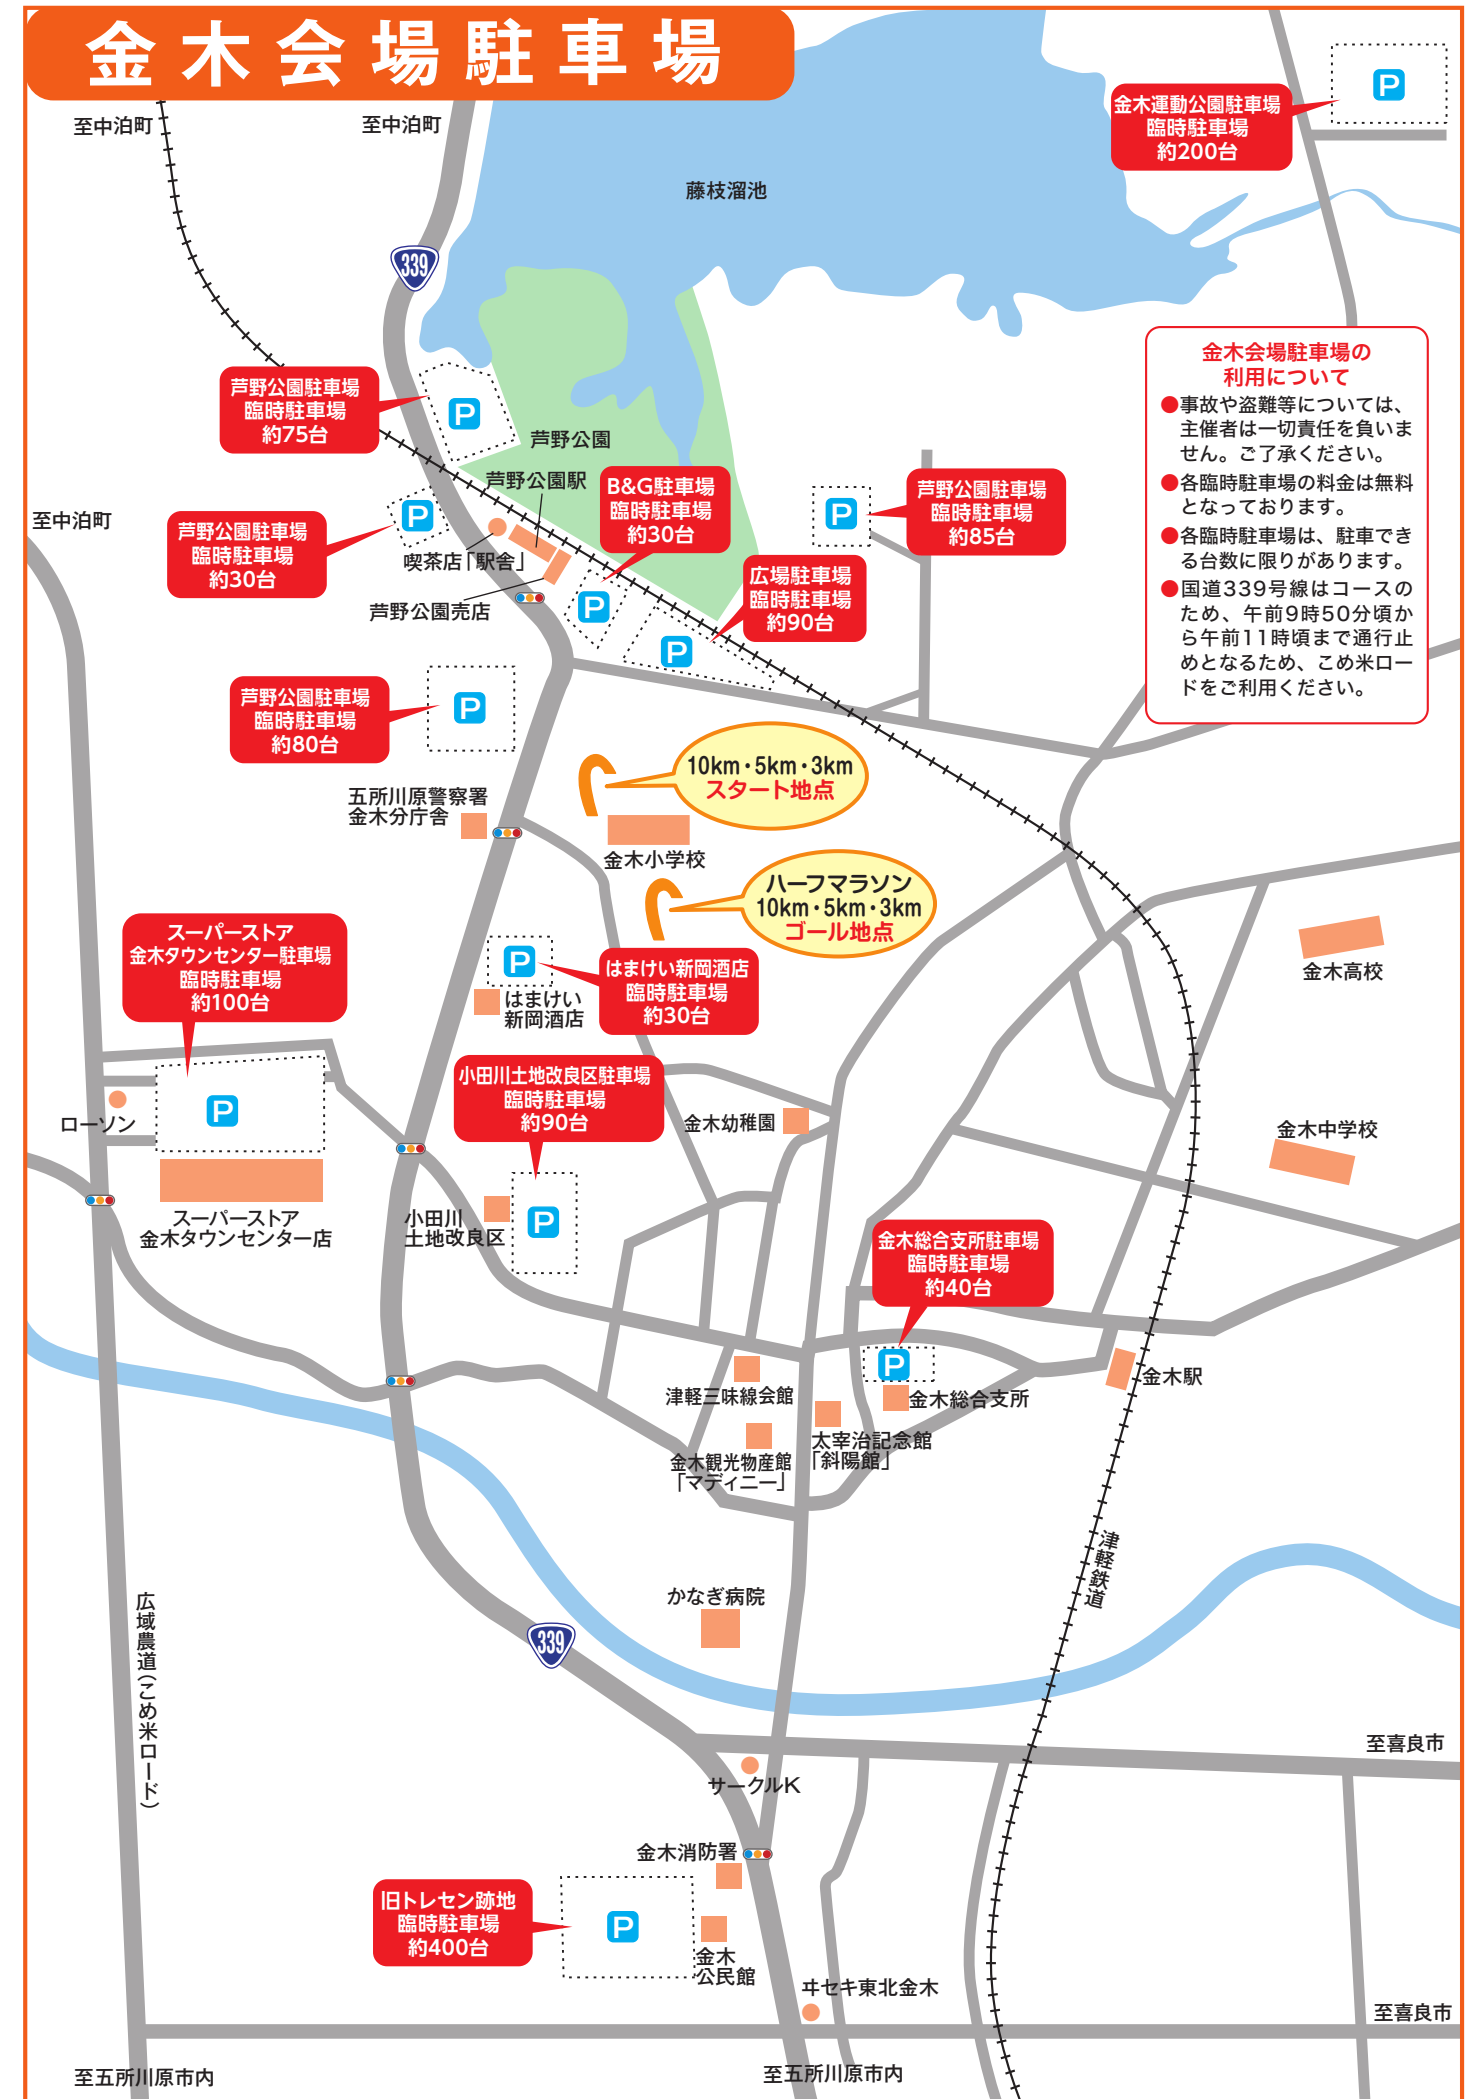 金木会場駐車場
至中泊町
至中泊町
藤枝溜池
金木運動公園駐車場
臨時駐車場
約200台
339
金木会場駐車場の
利用について
●事故や盗難等については、
主催者は一切責任を負いま
せん。ご了承ください。
●各臨時駐車場の料金は無料
となっております。
●各臨時駐車場は、駐車でき
る台数に限りがあります。
●国道339号線はコースの
ため、午前9時50分頃か
ら午前11時頃まで通行止
めとなるため、こめ米ロー
ドをご利用ください。
芦野公園駐車場
臨時駐車場
約75台
P
P
芦野公園
芦野公園駅
B&G駐車場
臨時駐車場
約30台
P
芦野公園駐車場
臨時駐車場
約85台
至中泊町
芦野公園駐車場
臨時駐車場
約30台
P
喫茶店「駅舎」
芦野公園売店
P
広場駐車場
臨時駐車場
約90台
P
芦野公園駐車場
臨時駐車場
約80台
P
10km・5km・3km
スタート地点
五所川原警察署
金木分庁舎
金木小学校
ハーフマラソン
10km・5km・3km
ゴール地点
スーパーストア
金木タウンセンター駐車場
臨時駐車場
約100台
P
はまけい
新岡酒店
はまけい新岡酒店
臨時駐車場
約30台
金木高校
小田川土地改良区駐車場
臨時駐車場
約90台
P
ローソン
金木幼稚園
金木中学校
スーパーストア
金木タウンセンター店
小田川
土地改良区
P
金木総合支所駐車場
臨時駐車場
約40台
P
金木駅
津軽三味線会館
金木総合支所
太宰治記念館
「斜陽館」
金木観光物産館
「マディニー」
津軽鉄道
かなぎ病院
広域農道(こめ米ロード)
339
至喜良市
サークルK
金木消防署
旧トレセン跡地
臨時駐車場
約400台
P
金木
公民館
ヰセキ東北金木
至喜良市
至五所川原市内
至五所川原市内